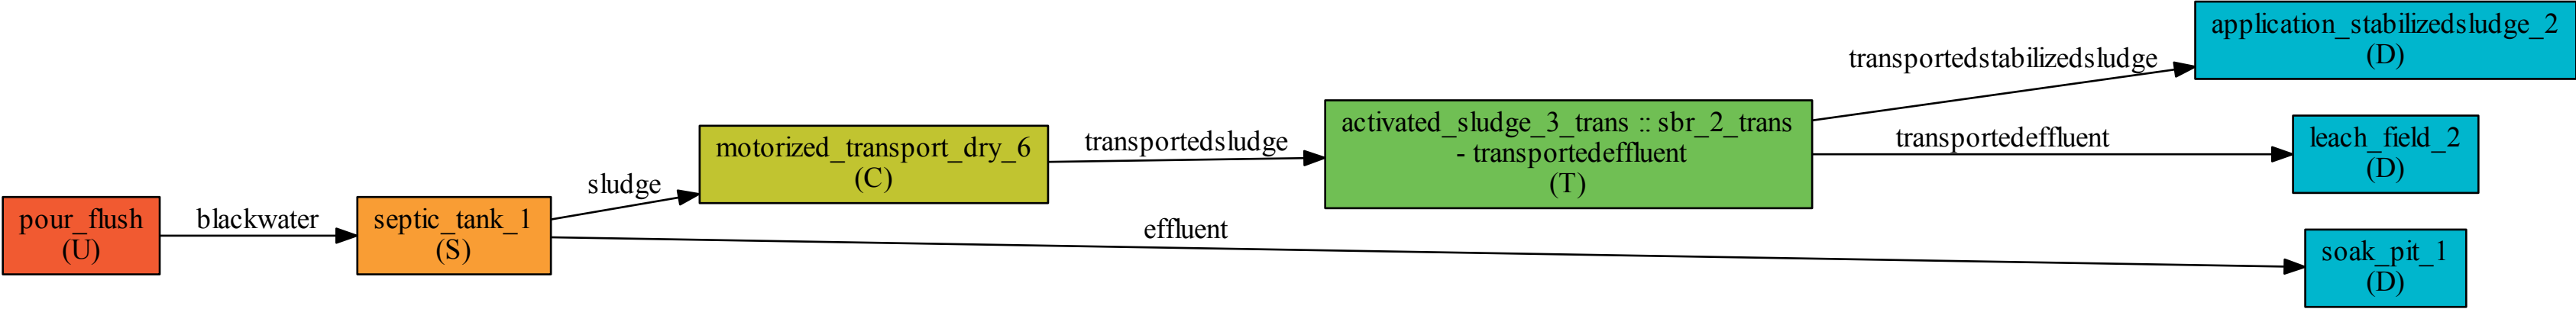 pour_flush
(U)
blackwater
septic_tank_1
(S)
sludge
effluent
motorized_transport_dry_6
(C)
transportedsludge
activated_sludge_3_trans :: sbr_2_trans
- transportedeffluent
(T)
transportedstabilizedsludge
transportedeffluent
application_stabilizedsludge_2
(D)
leach_field_2
(D)
soak_pit_1
(D)